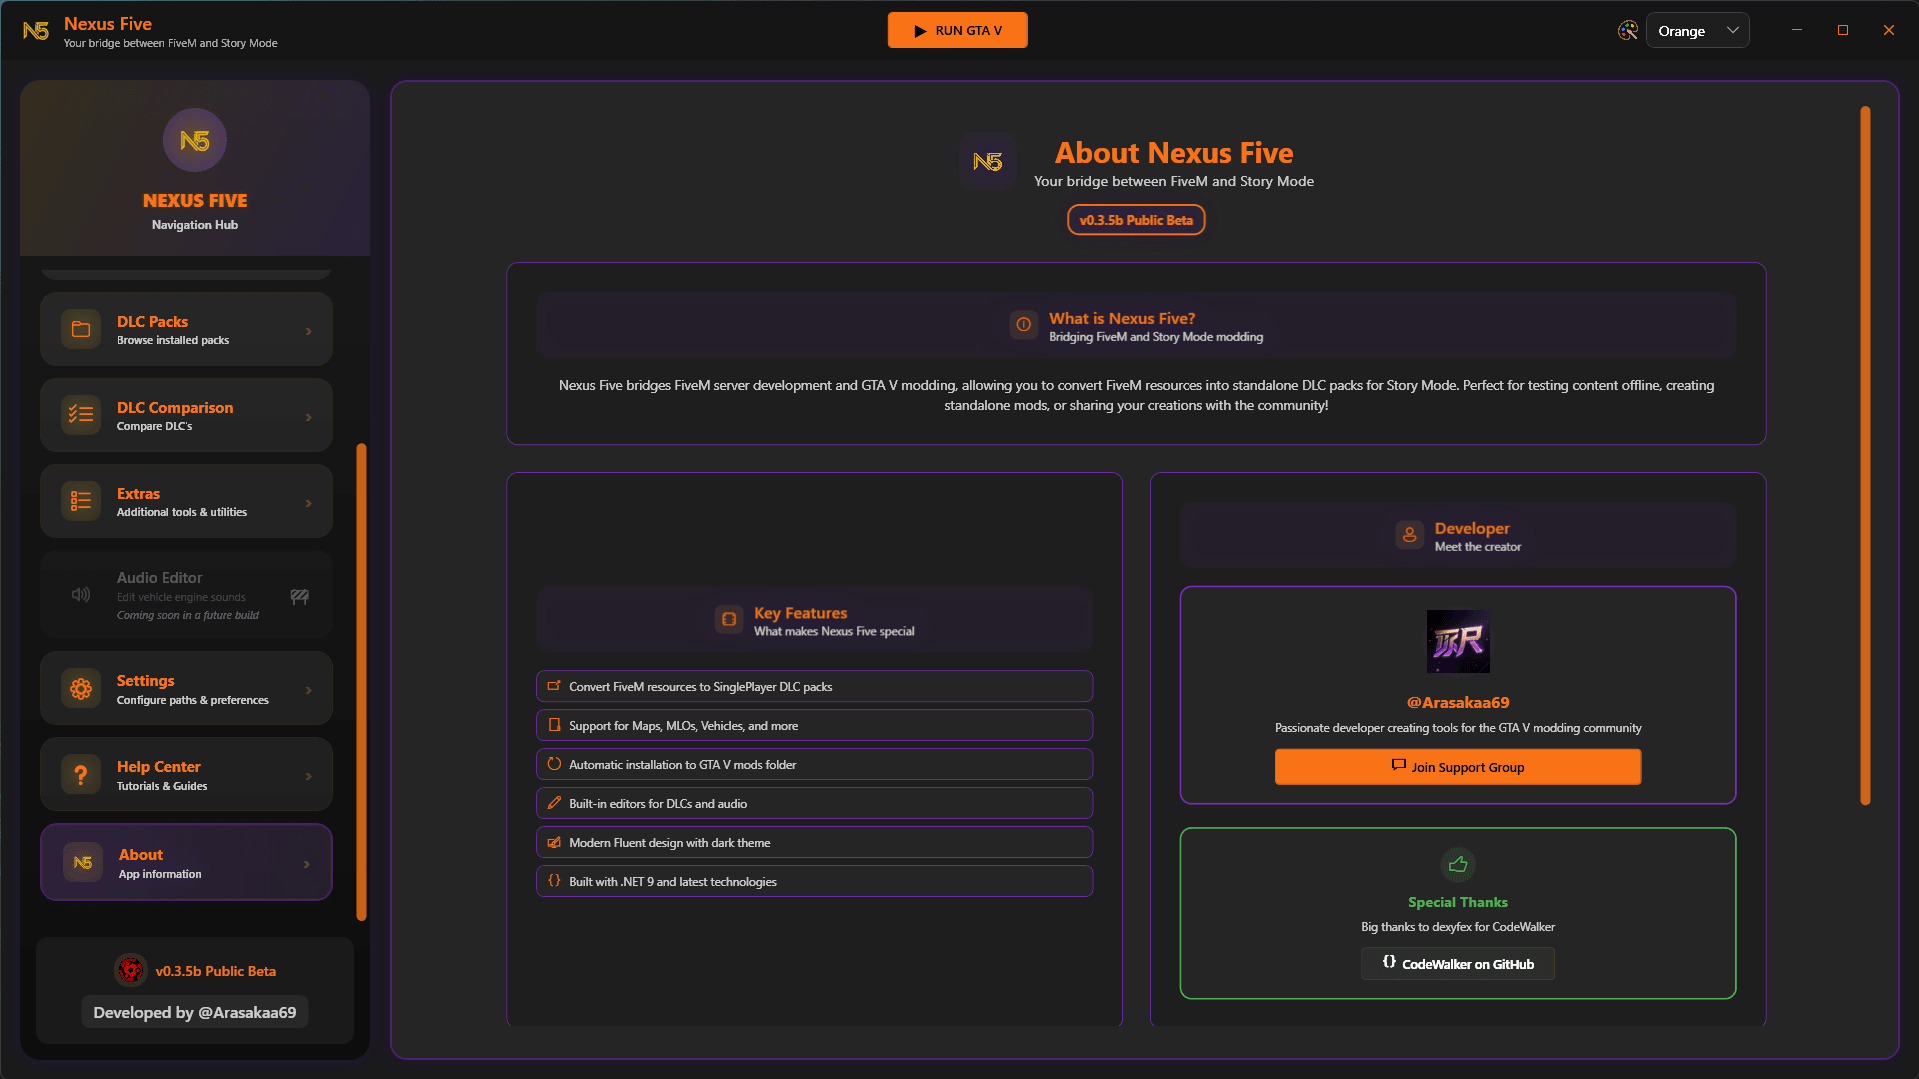 N5
Nexus Five
Your bridge between FiveM and Story Mode
RUN GTA V
Orange
N5
NEXUS FIVE
Navigation Hub
DLC Packs
Browse installed packs
DLC Comparison
Compare DLC's
Extras
Additional tools & utilities
Audio Editor
Edit vehicle engine sounds
Coming soon in a future build
Settings
Configure paths & preferences
Help Center
Tutorials & Guides
N5
About
App information
v0.3.5b Public Beta
Developed by @Arasakaa69
N5
About Nexus Five
Your bridge between FiveM and Story Mode
v0.3.5b Public Beta
What is Nexus Five?
Bridging FiveM and Story Mode modding
Nexus Five bridges FiveM server development and GTA V modding, allowing you to convert FiveM resources into standalone DLC packs for Story Mode. Perfect for testing content offline, creating
standalone mods, or sharing your creations with the community!
Key Features
What makes Nexus Five special
Convert FiveM resources to SinglePlayer DLC packs
Support for Maps, MLOs, Vehicles, and more
Automatic installation to GTA V mods folder
Built-in editors for DLCs and audio
Modern Fluent design with dark theme
Built with .NET 9 and latest technologies
Developer
Meet the creator
@Arasakaa69
Passionate developer creating tools for the GTA V modding community
Join Support Group
Special Thanks
Big thanks to dexyfex for CodeWalker
CodeWalker on GitHub